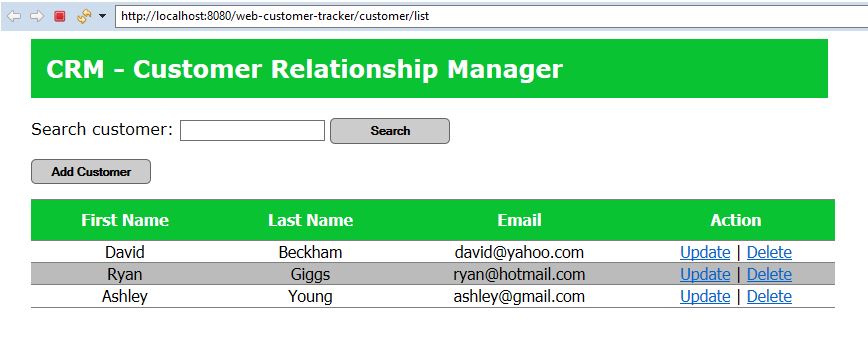 http://localhost:8080/web-customer-tracker/customer/list
CRM - Customer Relationship Manager
Search customer: Search
Add Customer
First Name Last Name Email Action
David Beckham david@yahoo.com Update | Delete
Ryan Giggs ryan@hotmail.com Update | Delete
Ashley Young ashley@gmail.com Update | Delete